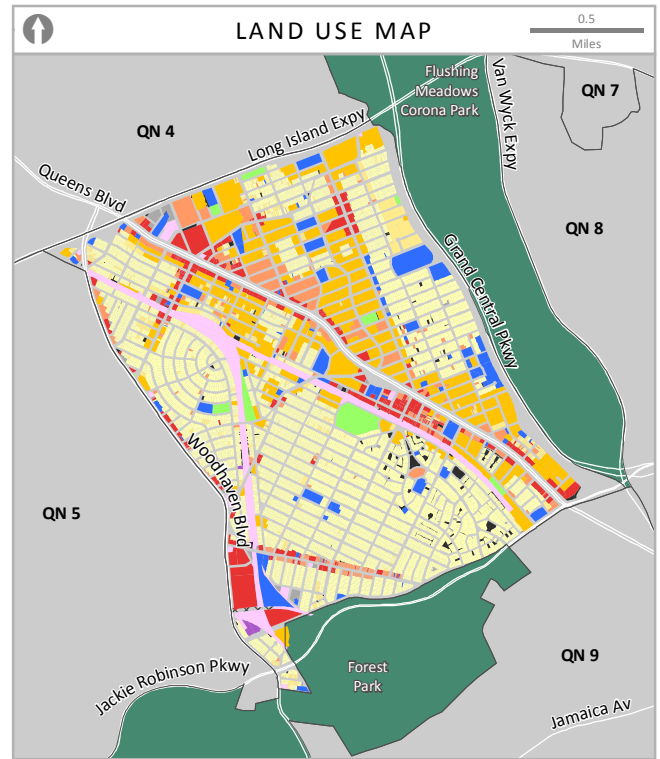 LAND USE MAP
0.5
Miles
Flushing
Meadows
Corona Park
Van Wyck Expy
QN 7
QN 4
Long Island Expy
Queens Blvd
QN 8
Grand Central Pkwy
Woodhaven Blvd
QN 5
QN 9
Forest
Park
Jackie Robinson Pkwy
Jamaica Av